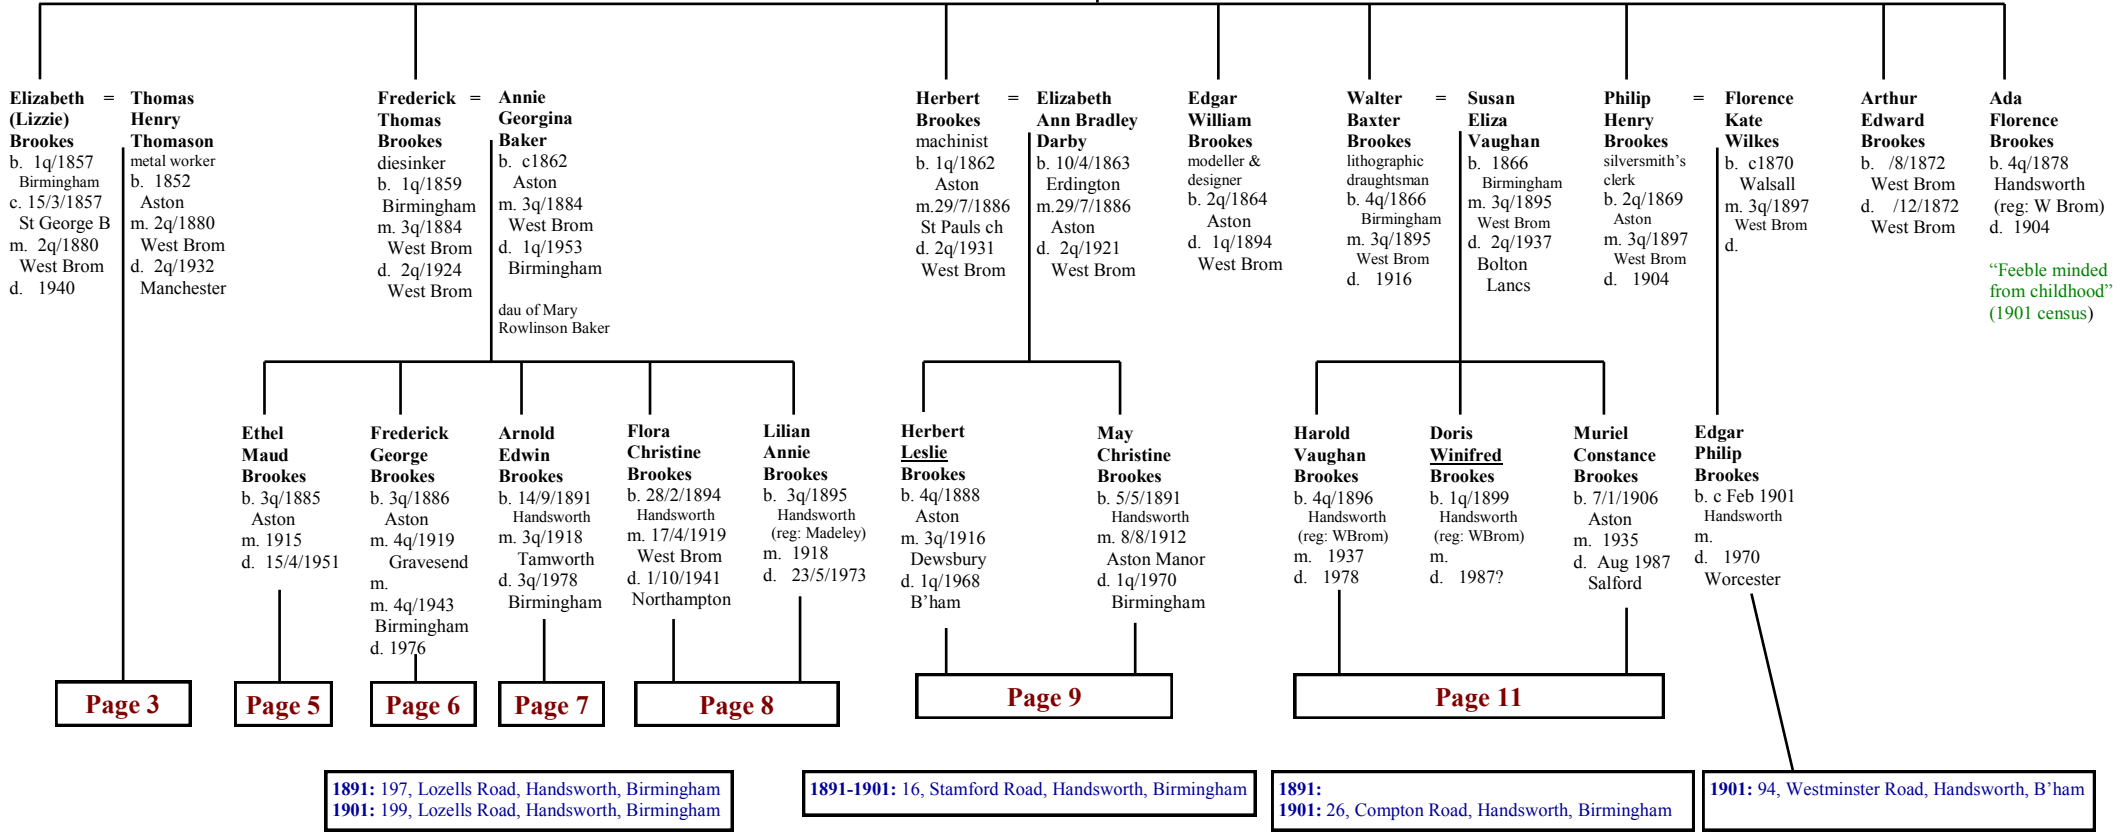 Elizabeth =
(Lizzie)
Brookes
b. 1q/1857
Birmingham
c. 15/3/1857
St George B
m. 2q/1880
West Brom
d. 1940
Thomas
Henry
Thomason
metal worker
b. 1852
Aston
m. 2q/1880
West Brom
d. 2q/1932
Manchester
Frederick =
Thomas
Brookes
diesinker
b. 1q/1859
Birmingham
m. 3q/1884
West Brom
d. 2q/1924
West Brom
Annie
Georgina
Baker
b. c1862
Aston
m. 3q/1884
West Brom
d. 1q/1953
Birmingham
dau of Mary
Rowlinson Baker
Herbert =
Brookes
machinist
b. 1q/1862
Aston
m.29/7/1886
St Pauls ch
d. 2q/1931
West Brom
Elizabeth
Ann Bradley
Darby
b. 10/4/1863
Erdington
m.29/7/1886
Aston
d. 2q/1921
West Brom
Edgar
William
Brookes
modeller &
designer
b. 2q/1864
Aston
d. 1q/1894
West Brom
Walter =
Baxter
Brookes
lithographic
draughtsman
b. 4q/1866
Birmingham
m. 3q/1895
West Brom
d. 1916
Susan
Eliza
Vaughan
b. 1866
Birmingham
m. 3q/1895
West Brom
d. 2q/1937
Bolton
Lancs
Philip =
Henry
Brookes
silversmith's
clerk
b. 2q/1869
Aston
m. 3q/1897
West Brom
d. 1904
Florence
Kate
Wilkes
b. c1870
Walsall
m. 3q/1897
West Brom
d.
Arthur
Edward
Brookes
b. /8/1872
West Brom
d. /12/1872
West Brom
Ada
Florence
Brookes
b. 4q/1878
Handsworth
(reg: W Brom)
d. 1904
“Feeble minded
from childhood”
(1901 census)
Ethel
Maud
Brookes
b. 3q/1885
Aston
m. 1915
d. 15/4/1951
Frederick
George
Brookes
b. 3q/1886
Aston
m. 4q/1919
Gravesend
m.
m. 4q/1943
Birmingham
d. 1976
Arnold
Edwin
Brookes
b. 14/9/1891
Handsworth
m. 3q/1918
Tamworth
d. 3q/1978
Birmingham
Flora
Christine
Brookes
b. 28/2/1894
Handsworth
m. 17/4/1919
West Brom
d. 1/10/1941
Northampton
Lilian
Annie
Brookes
b. 3q/1895
Handsworth
(reg: Madeley)
m. 1918
d. 23/5/1973
Herbert
Leslie
Brookes
b. 4q/1888
Aston
m. 3q/1916
Dewsbury
d. 1q/1968
B'ham
May
Christine
Brookes
b. 5/5/1891
Handsworth
m. 8/8/1912
Aston Manor
d. 1q/1970
Birmingham
Harold
Vaughan
Brookes
b. 4q/1896
Handsworth
(reg: WBrom)
m. 1937
d. 1978
Doris
Winifred
Brookes
b. 1q/1899
Handsworth
(reg: WBrom)
m.
d. 1987?
Muriel
Constance
Brookes
b. 7/1/1906
Aston
m. 1935
d. Aug 1987
Salford
Edgar
Philip
Brookes
b. c Feb 1901
Handsworth
m.
d. 1970
Worcester
Page 3
Page 5
Page 6
Page 7
Page 8
Page 9
Page 11
1891: 197, Lozells Road, Handsworth, Birmingham
1901: 199, Lozells Road, Handsworth, Birmingham
1891-1901: 16, Stamford Road, Handsworth, Birmingham
1891:
1901: 26, Compton Road, Handsworth, Birmingham
1901: 94, Westminster Road, Handsworth, B'ham